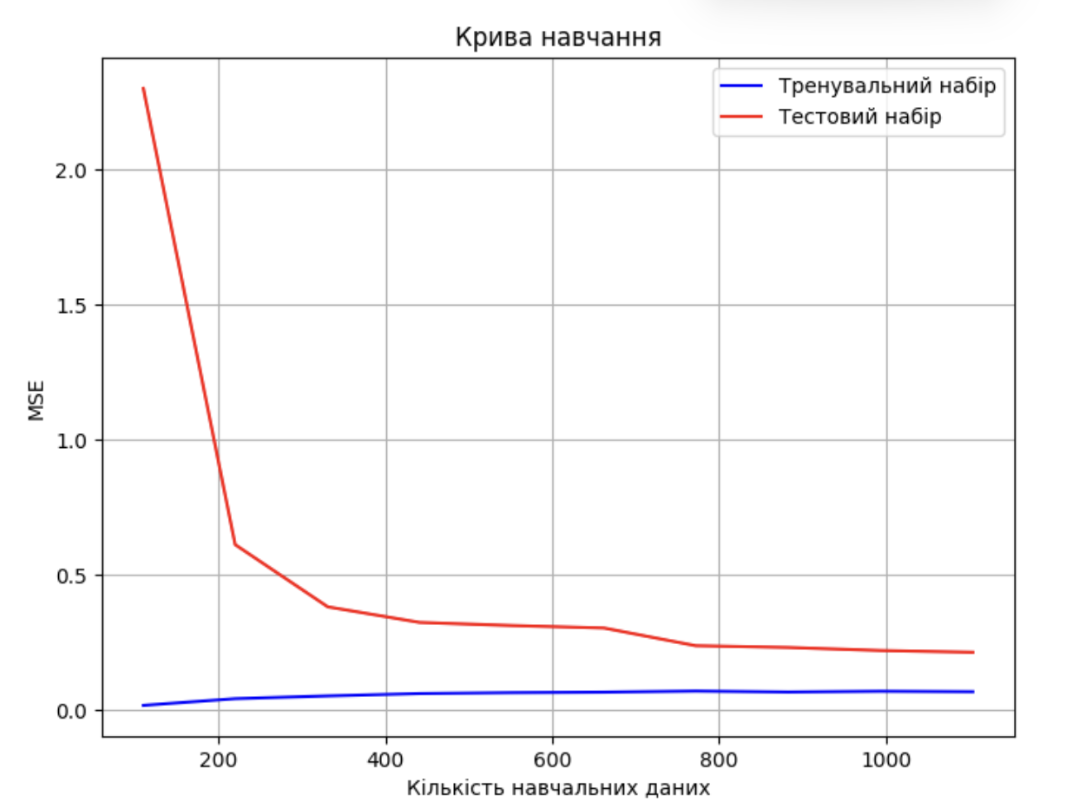 Крива навчання
Тренувальний набір
Тестовий набір
MSE
2.0
1.5
1.0
0.5
0.0
200 400 600 800 1000
Кількість навчальних даних